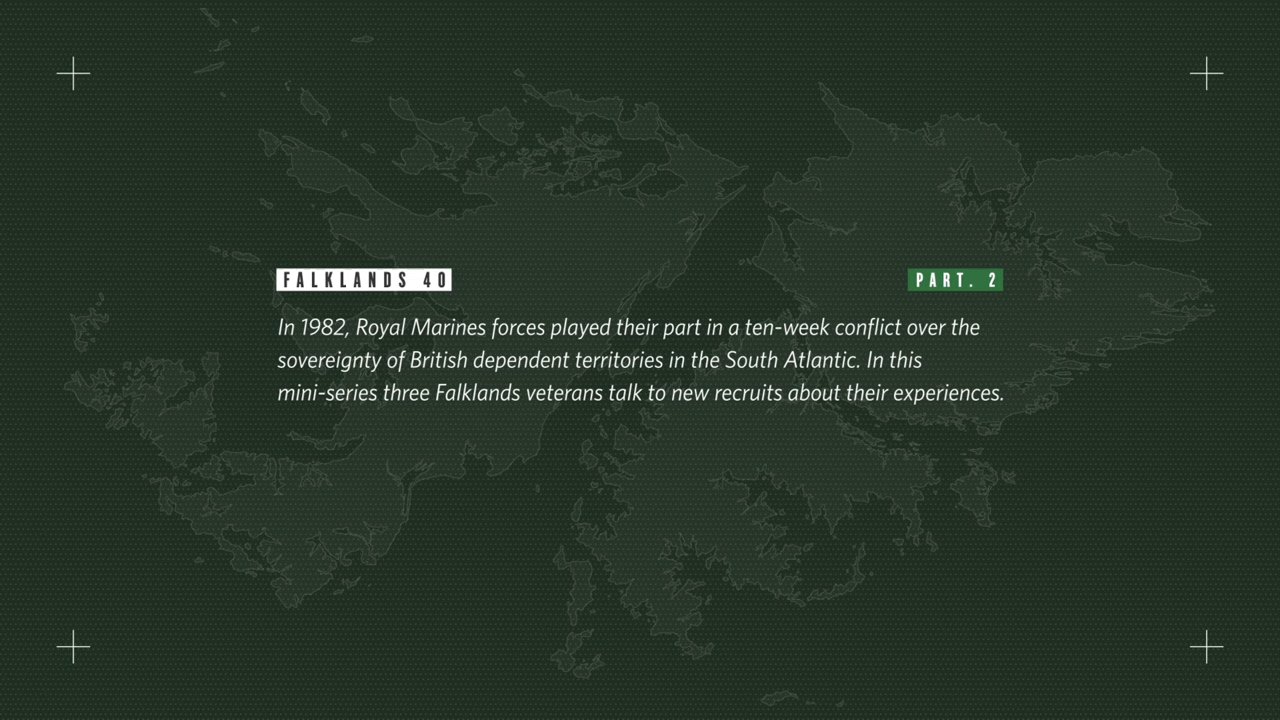 FALKLANDS 40
PART. 2
In 1982, Royal Marines forces played their part in a ten-week conflict over the
sovereignty of British dependent territories in the South Atlantic. In this
mini-series three Falklands veterans talk to new recruits about their experiences.